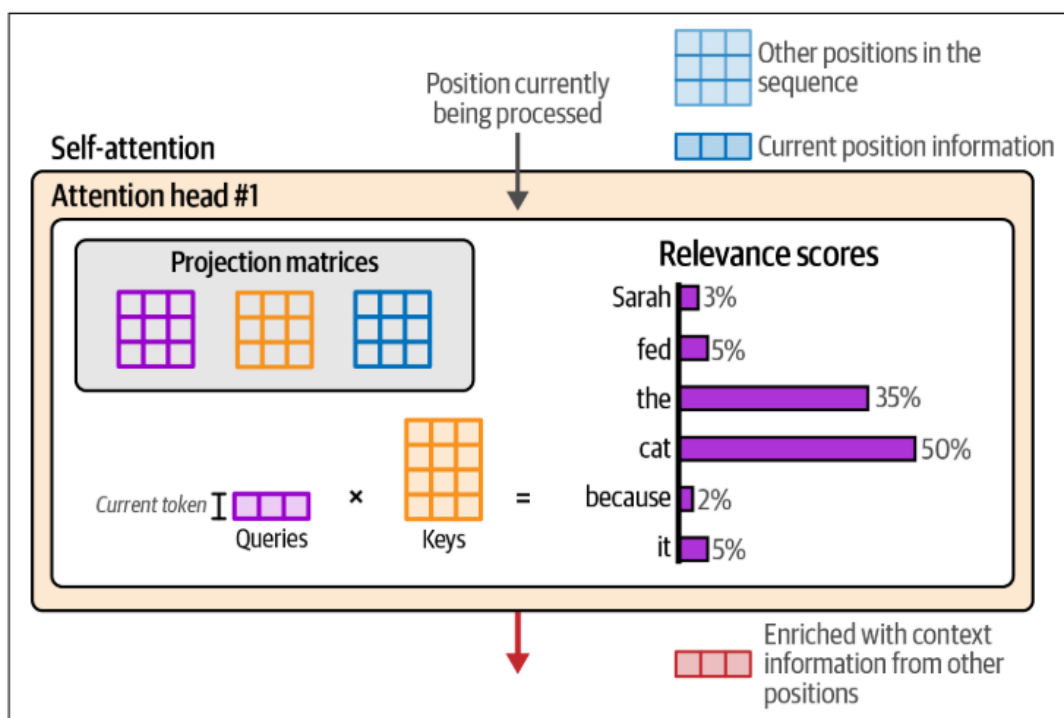 Other positions in the
sequence
Position currently
being processed
Current position information
Self-attention
Attention head #1
Projection matrices
Relevance scores
Sarah 3%
fed 5%
the 35%
cat 50%
because 2%
it 5%
Current token
×
=
Queries
Keys
Enriched with context
information from other
positions